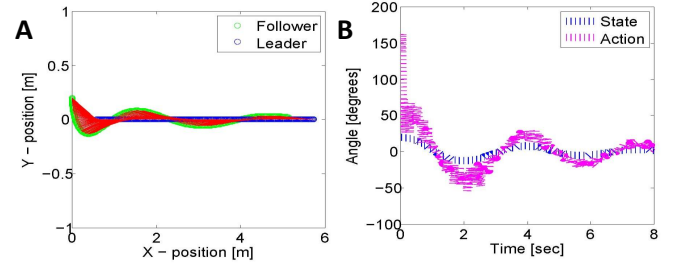 A
Y – position [m]
1
0.5
0
−0.5
−1
0
2
4
6
X – position [m]
Follower
Leader
B
Angle [degrees]
200
150
100
50
0
−50
−100
0
2
4
6
8
Time [sec]
State
Action